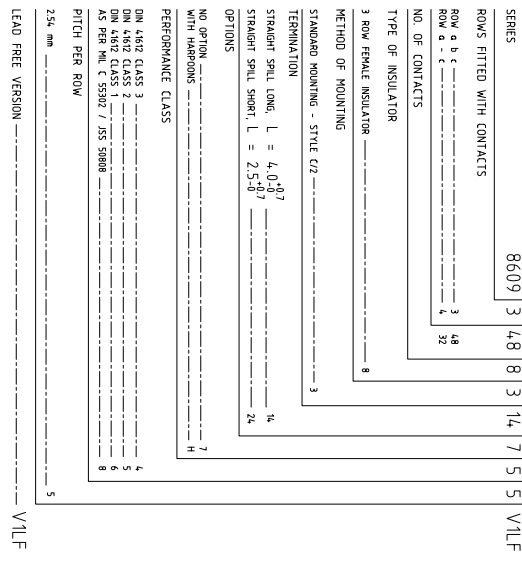 SERIES 8609 3 48 8 3 14 7 5 5 V1LF
ROWS FITTED WITH CONTACTS
ROW a b c 3 48
ROW a - c 4 32
NO. OF CONTACTS
TYPE OF INSULATOR
3 ROW FEMALE INSULATOR 8
METHOD OF MOUNTING
STANDARD MOUNTING - STYLE C/2 3
TERMINATION
STRAIGHT SPILL LONG, L = 4.0 +0.7 -0 14
STRAIGHT SPILL SHORT, L = 2.5 +0.7 -0 24
OPTIONS
NO OPTION 7
WITH HARPOONS H
PERFORMANCE CLASS
DIN 41612 CLASS 3 4
DIN 41612 CLASS 2 5
DIN 41612 CLASS 1 6
AS PER MIL C 55302 / JSS 50808 8
PITCH PER ROW
2.54 mm 5
LEAD FREE VERSION V1LF